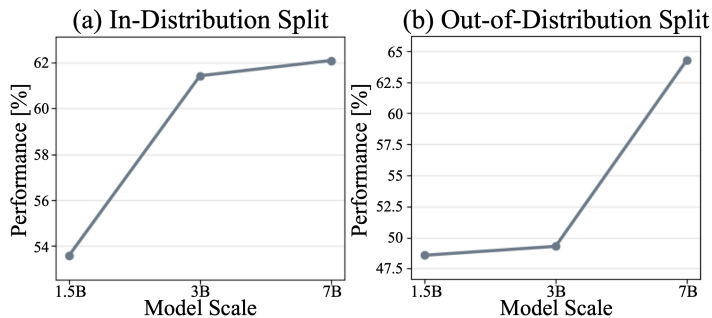 (a) In-Distribution Split
Performance [%]
62
60
58
56
54
1.5B
3B
7B
Model Scale
(b) Out-of-Distribution Split
Performance [%]
65
62.5
60
57.5
55
52.5
50
47.5
1.5B
3B
7B
Model Scale